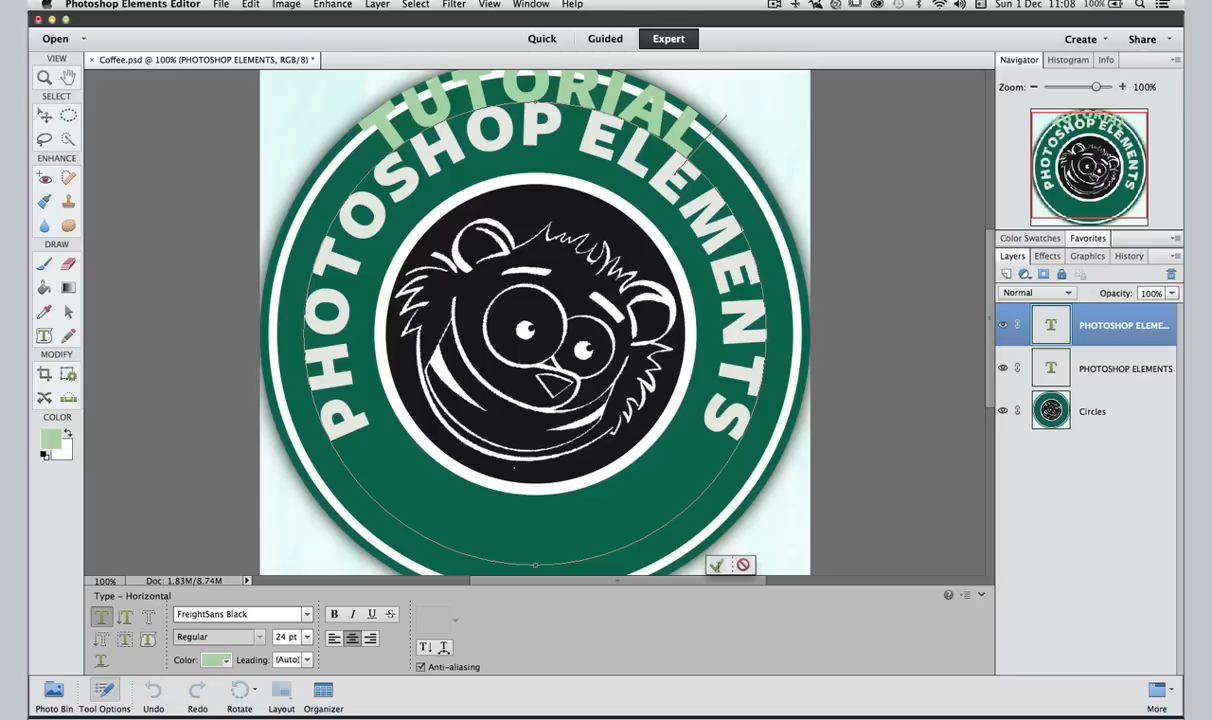 Photoshop Elements Editor File Edit Image Enhance Layer Select Filter View Window Help Sun 1 Dec 11:08 100%
Open Quick Guided Expert Create Share
VIEW × Coffee.psd @ 100% (PHOTOSHOP ELEMENTS, RGB/8) * Navigator Histogram Info
Zoom: 100%
SELECT
ENHANCE
DRAW
MODIFY
COLOR
TUTORIAL
PHOTOSHOP ELEMENTS
PHOTOSHOP ELEMENTS
Color Swatches Favorites
Layers Effects Graphics History
Normal Opacity: 100%
T PHOTOSHOP ELEME...
T PHOTOSHOP ELEMENTS
Circles
100% Doc: 1.83M/8.74M
Type - Horizontal
FreightSans Black B I U S
Regular 24 pt
Color: Leading: (Auto) Anti-aliasing
Photo Bin Tool Options Undo Redo Rotate Layout Organizer More